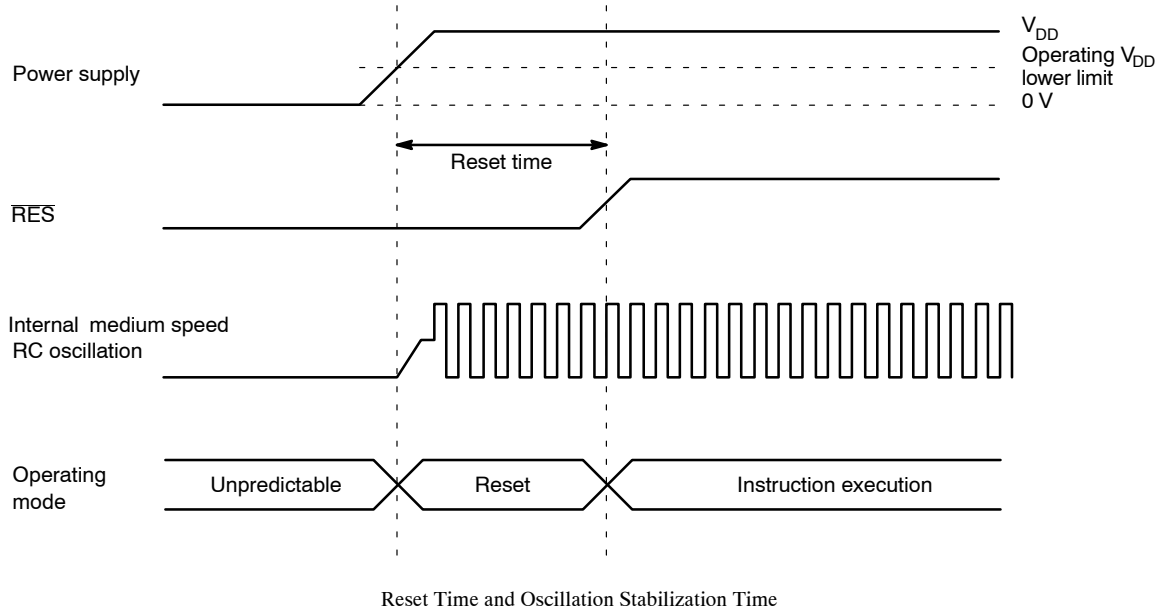 V_DD
Operating V_DD
lower limit
0 V
Power supply
Reset time
RES
Internal medium speed
RC oscillation
Operating
mode
Unpredictable
Reset
Instruction execution
Reset Time and Oscillation Stabilization Time